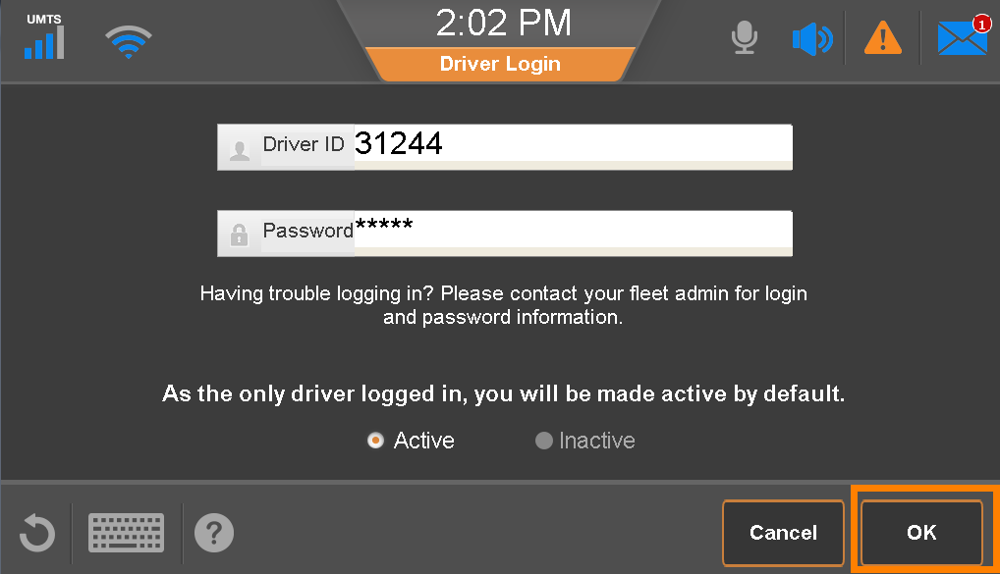 UMTS
2:02 PM
1
Driver Login
Driver ID 31244
Password *****
Having trouble logging in? Please contact your fleet admin for login
and password information.
As the only driver logged in, you will be made active by default.
Active Inactive
? Cancel OK